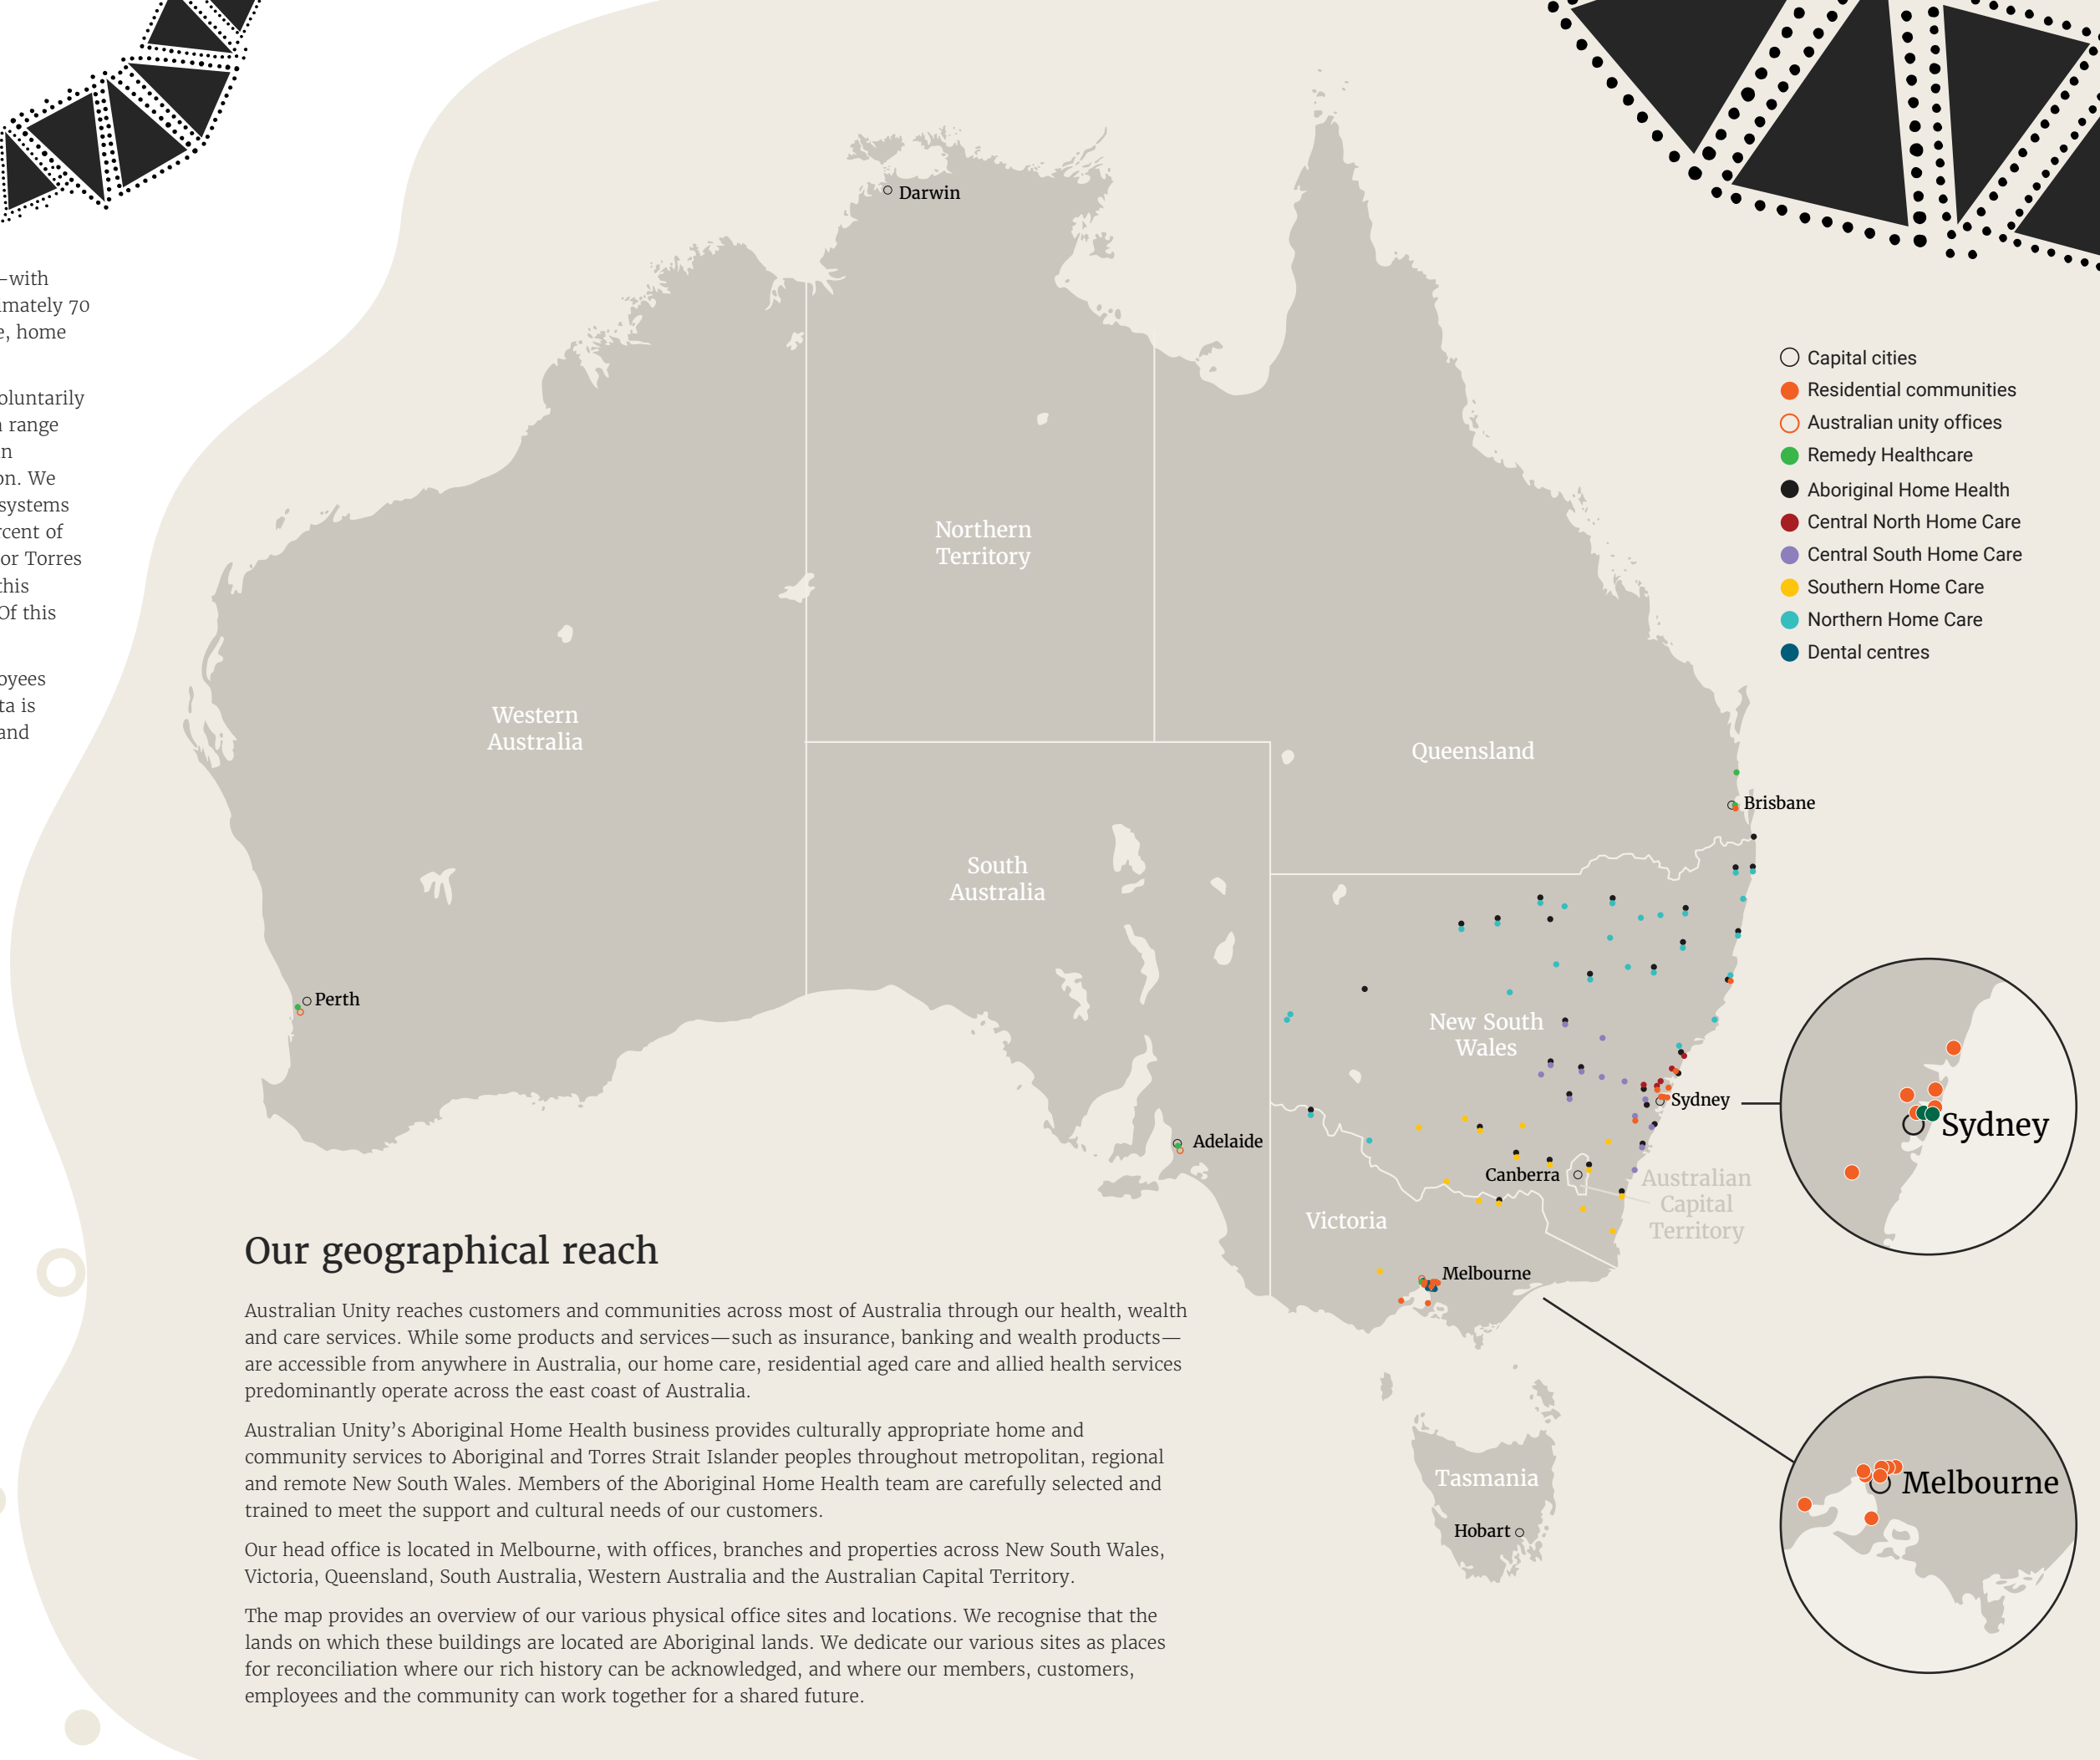 –with
imately 70
e, home
oluntarily
range
n
on. We
systems
rcent of
or Torres
this
Of this
oyees
ta is
and
Darwin
Northern
Territory
Western
Australia
Queensland
Brisbane
South
Australia
Perth
New South
Wales
Sydney
Adelaide
Canberra
Australian
Capital
Territory
Victoria
Melbourne
Tasmania
Hobart
Capital cities
Residential communities
Australian unity offices
Remedy Healthcare
Aboriginal Home Health
Central North Home Care
Central South Home Care
Southern Home Care
Northern Home Care
Dental centres
Sydney
Melbourne
Our geographical reach
Australian Unity reaches customers and communities across most of Australia through our health, wealth
and care services. While some products and services—such as insurance, banking and wealth products—
are accessible from anywhere in Australia, our home care, residential aged care and allied health services
predominantly operate across the east coast of Australia.
Australian Unity’s Aboriginal Home Health business provides culturally appropriate home and
community services to Aboriginal and Torres Strait Islander peoples throughout metropolitan, regional
and remote New South Wales. Members of the Aboriginal Home Health team are carefully selected and
trained to meet the support and cultural needs of our customers.
Our head office is located in Melbourne, with offices, branches and properties across New South Wales,
Victoria, Queensland, South Australia, Western Australia and the Australian Capital Territory.
The map provides an overview of our various physical office sites and locations. We recognise that the
lands on which these buildings are located are Aboriginal lands. We dedicate our various sites as places
for reconciliation where our rich history can be acknowledged, and where our members, customers,
employees and the community can work together for a shared future.